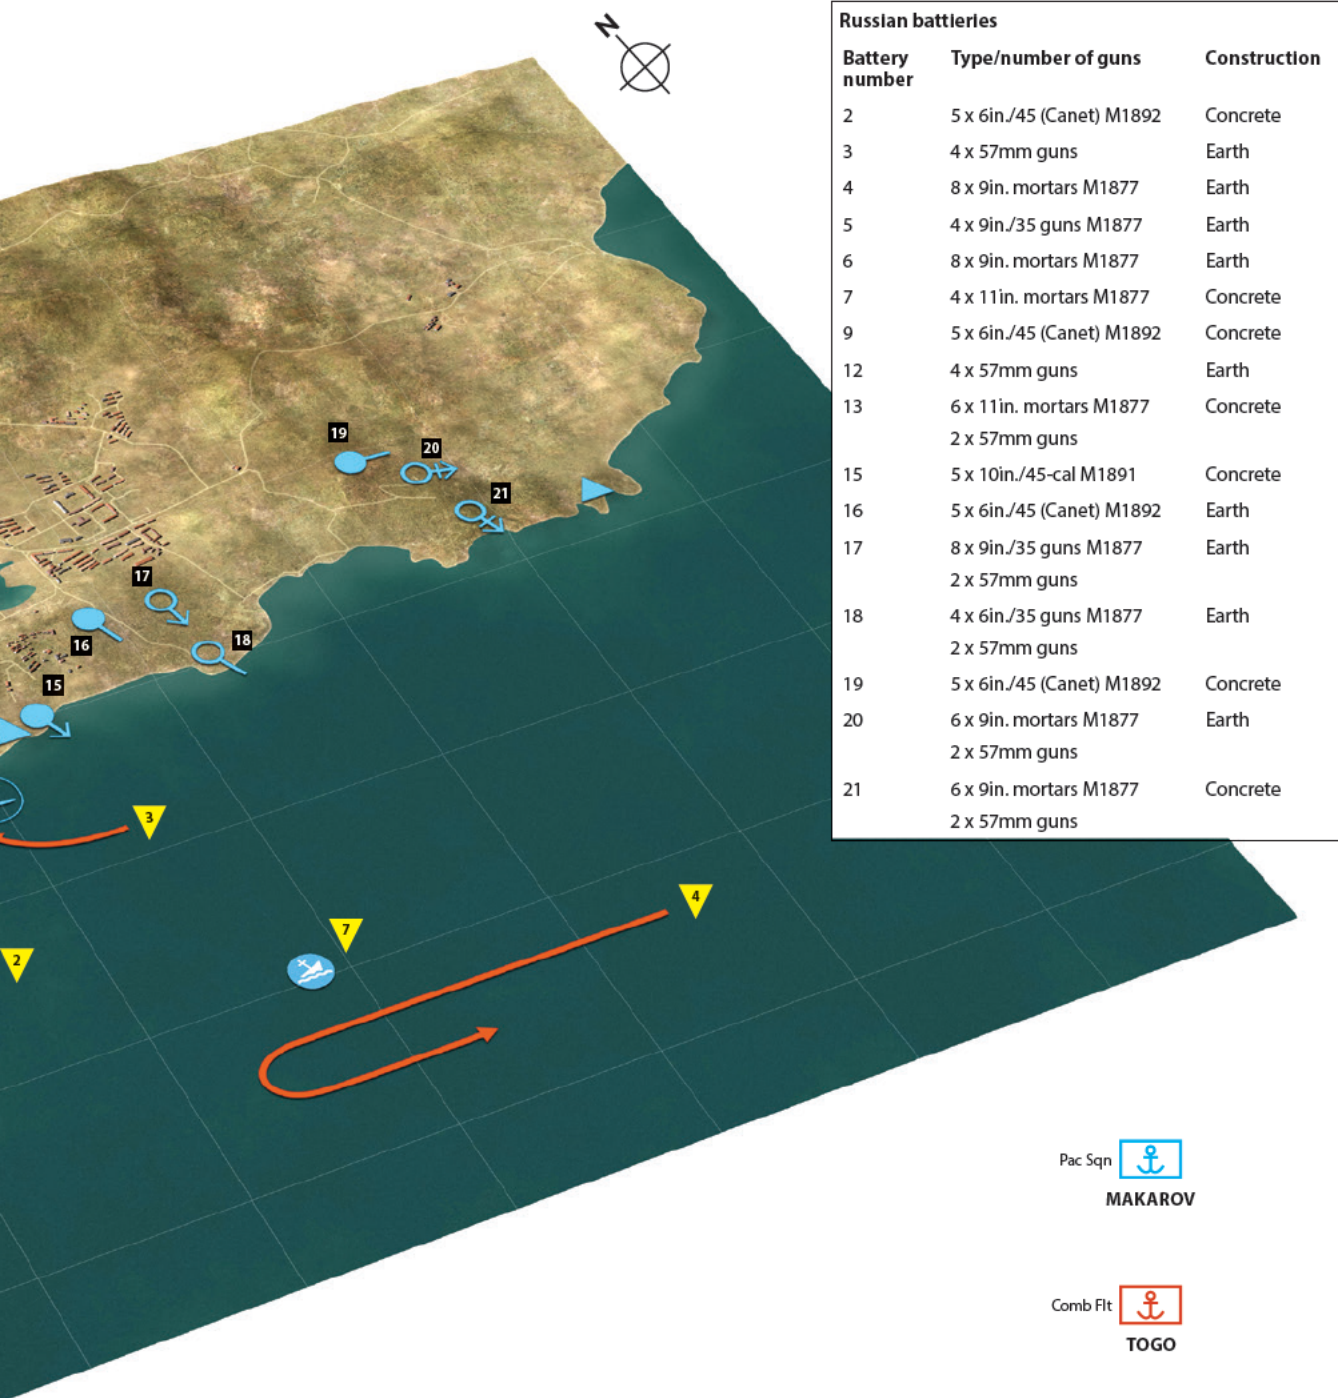 N
Russian battieries
Battery number Type/number of guns Construction
2 5 x 6in./45 (Canet) M1892 Concrete
3 4 x 57mm guns Earth
4 8 x 9in. mortars M1877 Earth
5 4 x 9in./35 guns M1877 Earth
6 8 x 9in. mortars M1877 Earth
7 4 x 11in. mortars M1877 Concrete
9 5 x 6in./45 (Canet) M1892 Concrete
12 4 x 57mm guns Earth
13 6 x 11in. mortars M1877 Concrete
2 x 57mm guns
15 5 x 10in./45-cal M1891 Concrete
16 5 x 6in./45 (Canet) M1892 Earth
17 8 x 9in./35 guns M1877 Earth
2 x 57mm guns
18 4 x 6in./35 guns M1877 Earth
2 x 57mm guns
19 5 x 6in./45 (Canet) M1892 Concrete
20 6 x 9in. mortars M1877 Earth
2 x 57mm guns
21 6 x 9in. mortars M1877 Concrete
2 x 57mm guns
19
20
21
17
16
18
15
3
4
7
2
Pac Sqn
MAKAROV
Comb Flt
TOGO